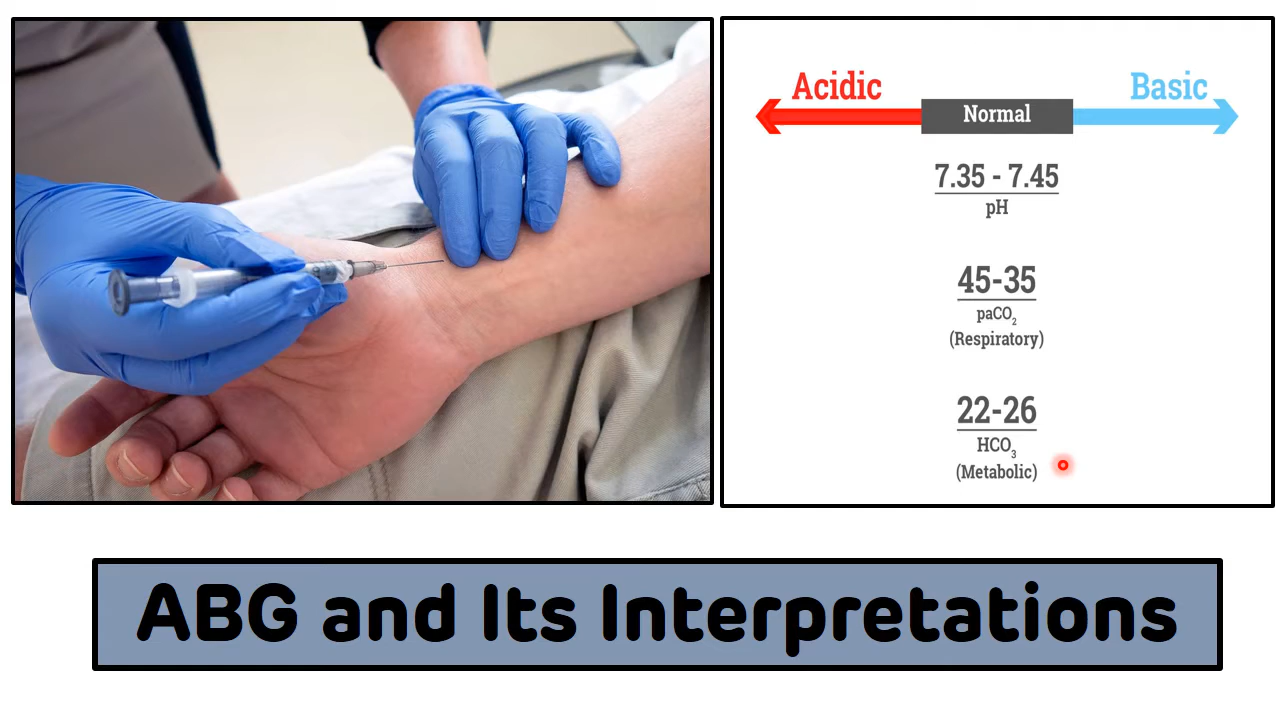 Acidic
Normal
Basic
7.35 - 7.45
pH
45-35
paCO₂
(Respiratory)
22-26
HCO₃
(Metabolic)
ABG and Its Interpretations